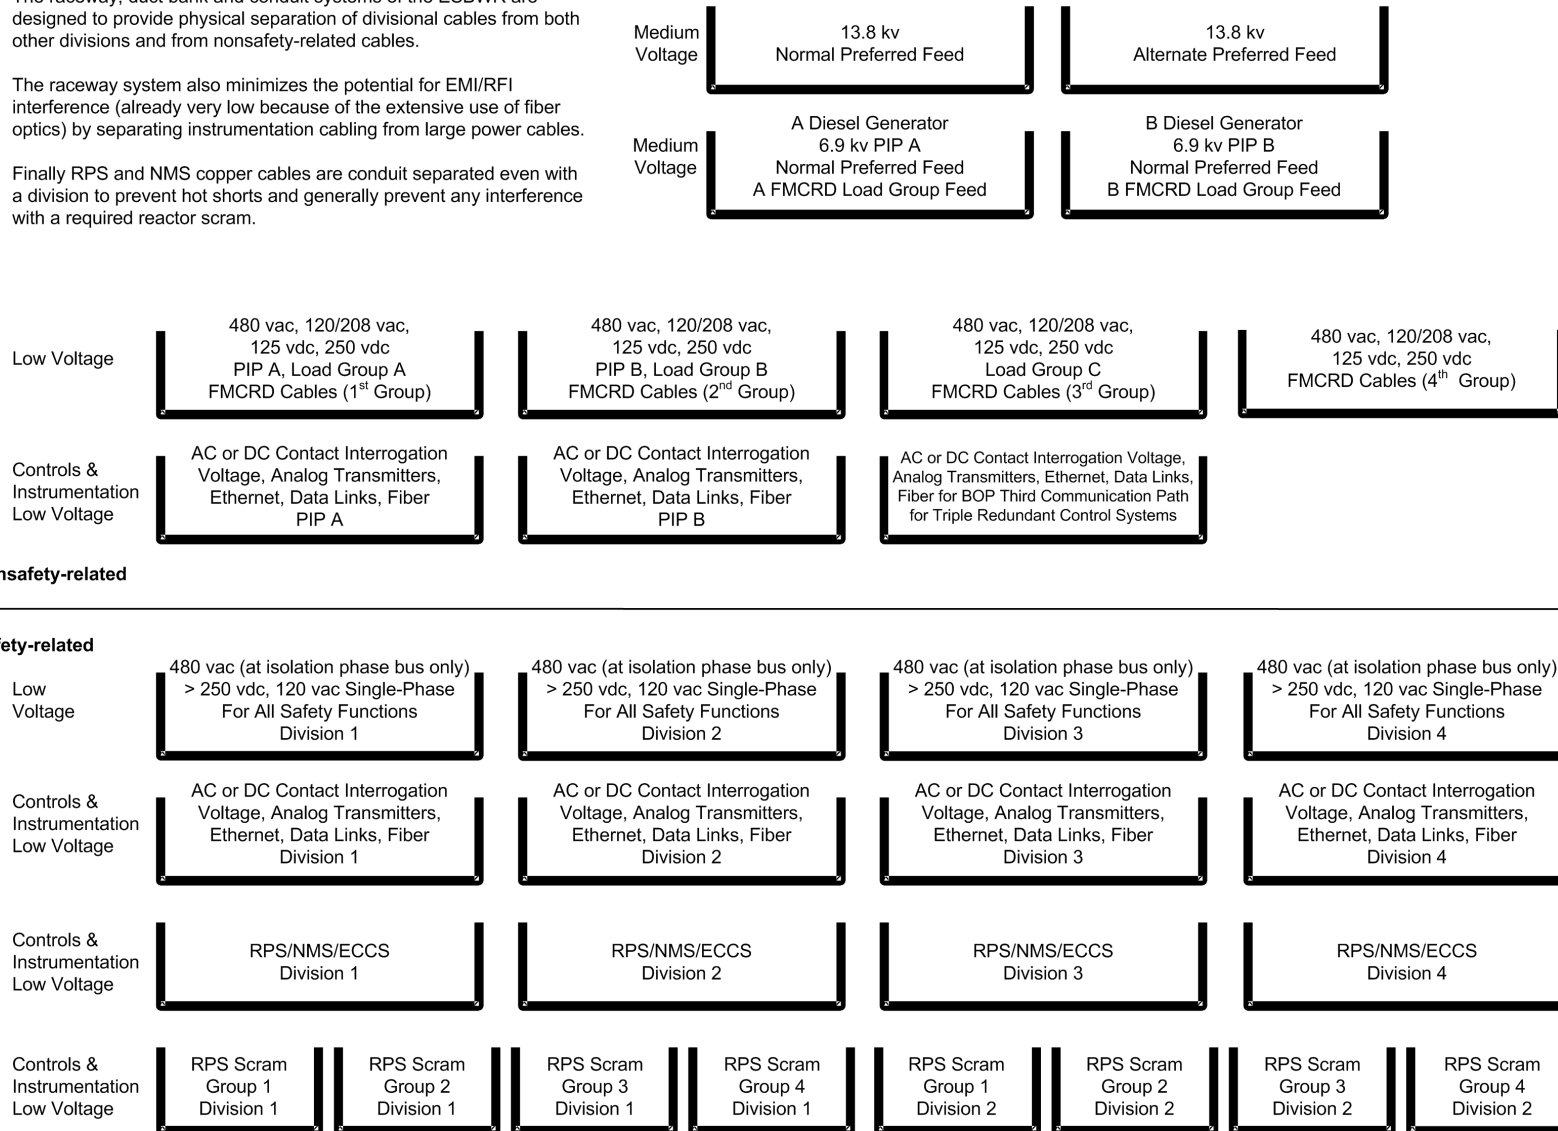 The raceway, duct bank and conduit systems of the ESBWR are
designed to provide physical separation of divisional cables from both
other divisions and from nonsafety-related cables.
The raceway system also minimizes the potential for EMI/RFI
interference (already very low because of the extensive use of fiber
optics) by separating instrumentation cabling from large power cables.
Finally RPS and NMS copper cables are conduit separated even with
a division to prevent hot shorts and generally prevent any interference
with a required reactor scram.
Medium
Voltage
13.8 kv
Normal Preferred Feed
13.8 kv
Alternate Preferred Feed
Medium
Voltage
A Diesel Generator
6.9 kv PIP A
Normal Preferred Feed
A FMCRD Load Group Feed
B Diesel Generator
6.9 kv PIP B
Normal Preferred Feed
B FMCRD Load Group Feed
Low Voltage
480 vac, 120/208 vac,
125 vdc, 250 vdc
PIP A, Load Group A
FMCRD Cables (1st Group)
480 vac, 120/208 vac,
125 vdc, 250 vdc
PIP B, Load Group B
FMCRD Cables (2nd Group)
480 vac, 120/208 vac,
125 vdc, 250 vdc
Load Group C
FMCRD Cables (3rd Group)
480 vac, 120/208 vac,
125 vdc, 250 vdc
FMCRD Cables (4th Group)
Controls &
Instrumentation
Low Voltage
AC or DC Contact Interrogation
Voltage, Analog Transmitters,
Ethernet, Data Links, Fiber
PIP A
AC or DC Contact Interrogation
Voltage, Analog Transmitters,
Ethernet, Data Links, Fiber
PIP B
AC or DC Contact Interrogation Voltage,
Analog Transmitters, Ethernet, Data Links,
Fiber for BOP Third Communication Path
for Triple Redundant Control Systems
nsafety-related
fety-related
Low
Voltage
480 vac (at isolation phase bus only)
> 250 vdc, 120 vac Single-Phase
For All Safety Functions
Division 1
480 vac (at isolation phase bus only)
> 250 vdc, 120 vac Single-Phase
For All Safety Functions
Division 2
480 vac (at isolation phase bus only)
> 250 vdc, 120 vac Single-Phase
For All Safety Functions
Division 3
480 vac (at isolation phase bus only)
> 250 vdc, 120 vac Single-Phase
For All Safety Functions
Division 4
Controls &
Instrumentation
Low Voltage
AC or DC Contact Interrogation
Voltage, Analog Transmitters,
Ethernet, Data Links, Fiber
Division 1
AC or DC Contact Interrogation
Voltage, Analog Transmitters,
Ethernet, Data Links, Fiber
Division 2
AC or DC Contact Interrogation
Voltage, Analog Transmitters,
Ethernet, Data Links, Fiber
Division 3
AC or DC Contact Interrogation
Voltage, Analog Transmitters,
Ethernet, Data Links, Fiber
Division 4
Controls &
Instrumentation
Low Voltage
RPS/NMS/ECCS
Division 1
RPS/NMS/ECCS
Division 2
RPS/NMS/ECCS
Division 3
RPS/NMS/ECCS
Division 4
Controls &
Instrumentation
Low Voltage
RPS Scram
Group 1
Division 1
RPS Scram
Group 2
Division 1
RPS Scram
Group 3
Division 1
RPS Scram
Group 4
Division 1
RPS Scram
Group 1
Division 2
RPS Scram
Group 2
Division 2
RPS Scram
Group 3
Division 2
RPS Scram
Group 4
Division 2